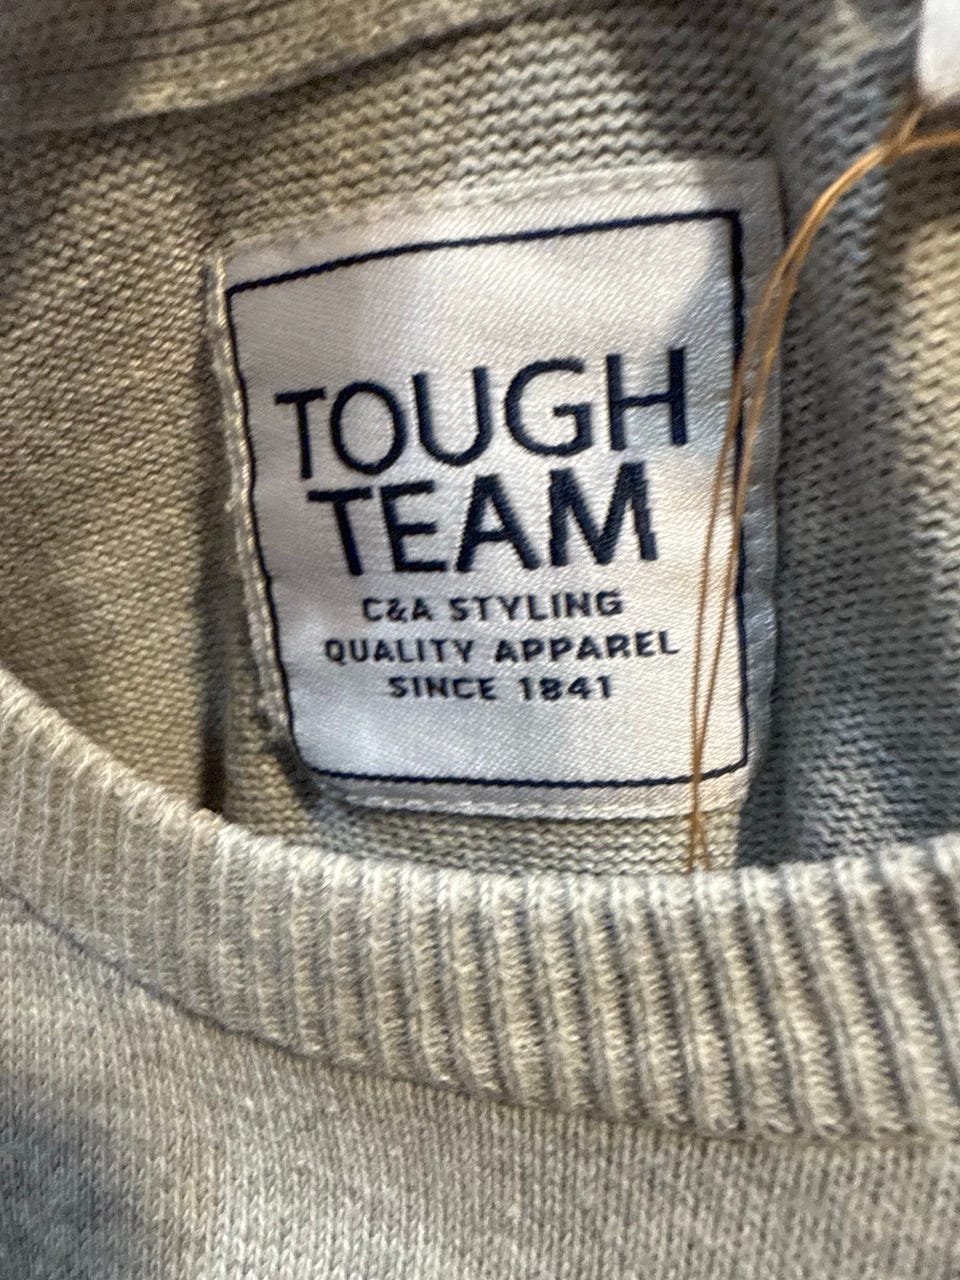 TOUGH
TEAM
C&A STYLING
QUALITY APPAREL
SINCE 1841